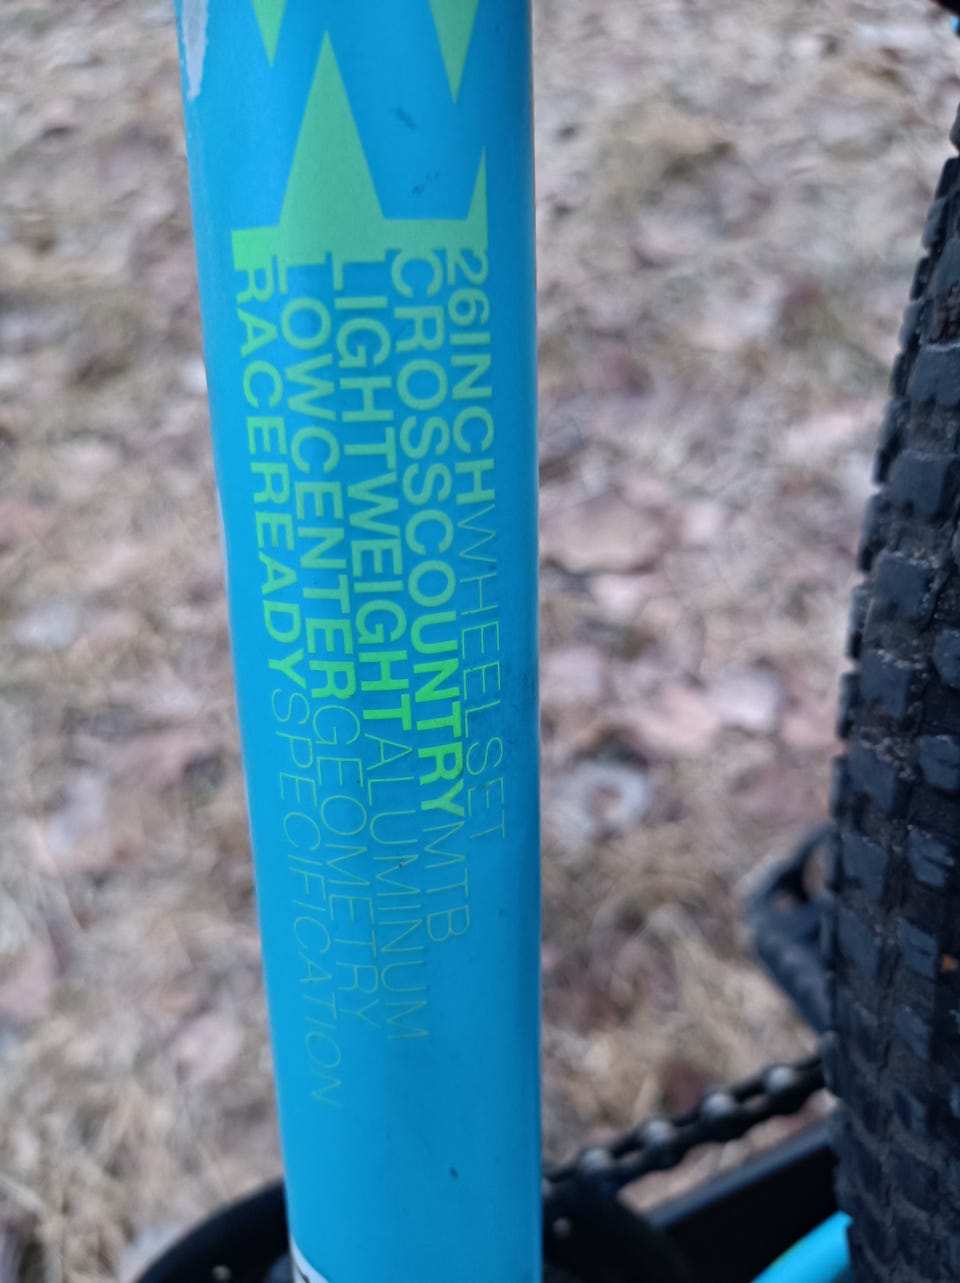 26INCHWHEELSET
CROSSCOUNTRYMTB
LIGHTWEIGHTALUMINUM
LOWCENTERGEOMETRY
RACEREADYSPECIFICATION